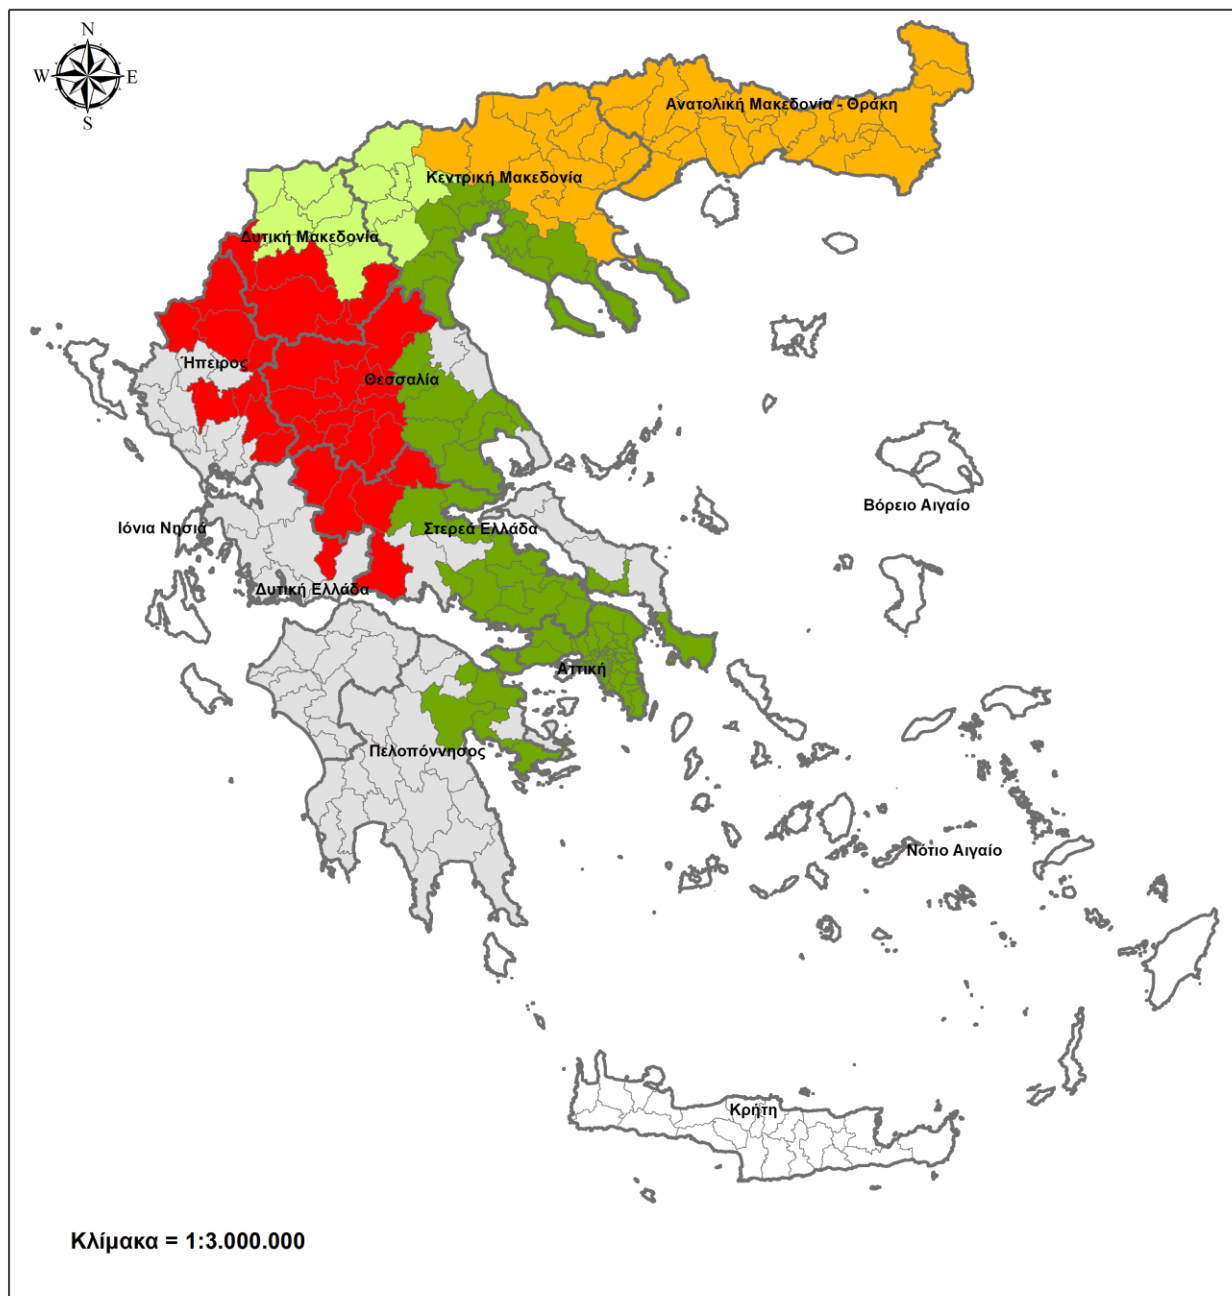 N
W E
S
Ανατολική Μακεδονία - Θράκη
Κεντρική Μακεδονία
Δυτική Μακεδονία
Ήπειρος
Θεσσαλία
Βόρειο Αιγαίο
Ιόνια Νησιά
Στερεά Ελλάδα
Δυτική Ελλάδα
Αττική
Πελοπόννησος
Νότιο Αιγαίο
Κρήτη
Κλίμακα = 1:3.000.000